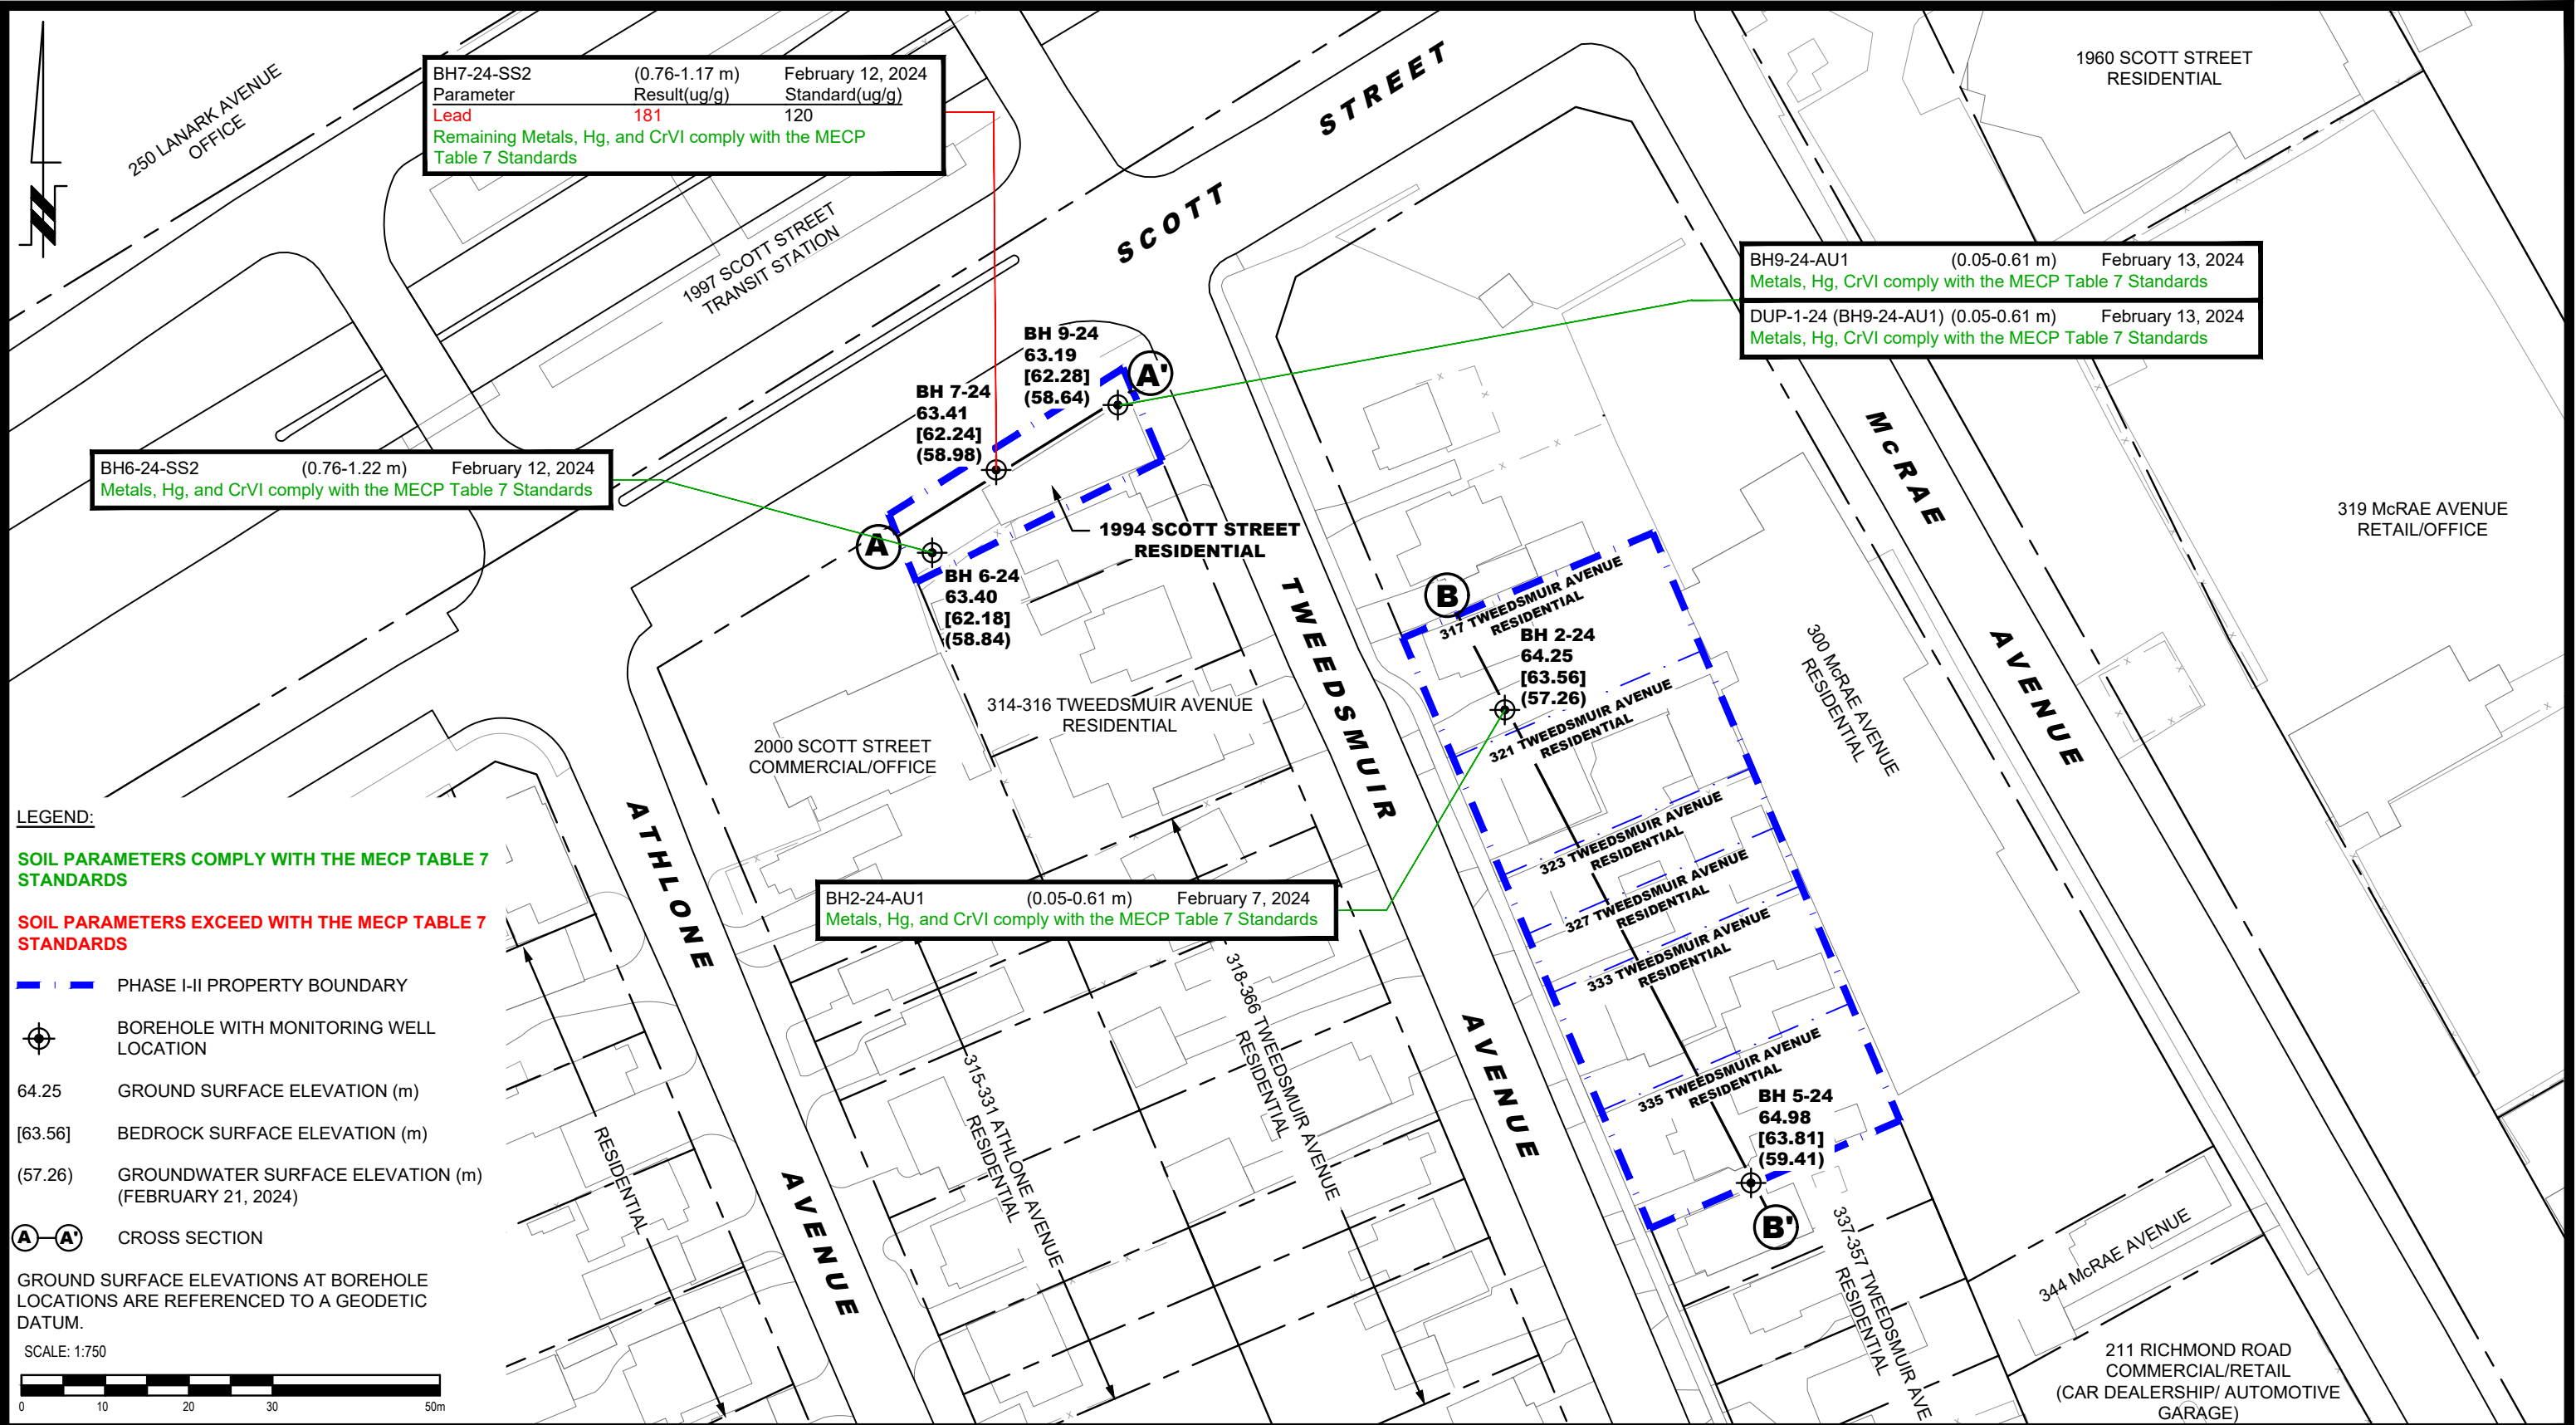 250 LANARK AVENUE
OFFICE
BH7-24-SS2 (0.76-1.17 m) February 12, 2024
Parameter Result(ug/g) Standard(ug/g)
Lead 181 120
Remaining Metals, Hg, and CrVI comply with the MECP
Table 7 Standards
SCOTT STREET
1960 SCOTT STREET
RESIDENTIAL
1997 SCOTT STREET
TRANSIT STATION
BH9-24-AU1 (0.05-0.61 m) February 13, 2024
Metals, Hg, CrVI comply with the MECP Table 7 Standards
DUP-1-24 (BH9-24-AU1) (0.05-0.61 m) February 13, 2024
Metals, Hg, CrVI comply with the MECP Table 7 Standards
BH 9-24
63.19
[62.28]
(58.64)
A'
BH 7-24
63.41
[62.24]
(58.98)
BH6-24-SS2 (0.76-1.22 m) February 12, 2024
Metals, Hg, and CrVI comply with the MECP Table 7 Standards
A
1994 SCOTT STREET
RESIDENTIAL
BH 6-24
63.40
[62.18]
(58.84)
McRAE AVENUE
319 McRAE AVENUE
RETAIL/OFFICE
TWEEDSMUIR AVENUE
B
317 TWEEDSMUIR AVENUE
RESIDENTIAL
BH 2-24
64.25
[63.56]
(57.26)
321 TWEEDSMUIR AVENUE
RESIDENTIAL
300 McRAE AVENUE
RESIDENTIAL
314-316 TWEEDSMUIR AVENUE
RESIDENTIAL
2000 SCOTT STREET
COMMERCIAL/OFFICE
323 TWEEDSMUIR AVENUE
RESIDENTIAL
327 TWEEDSMUIR AVENUE
RESIDENTIAL
333 TWEEDSMUIR AVENUE
RESIDENTIAL
335 TWEEDSMUIR AVENUE
RESIDENTIAL
BH2-24-AU1 (0.05-0.61 m) February 7, 2024
Metals, Hg, and CrVI comply with the MECP Table 7 Standards
ATHLONE AVENUE
318-366 TWEEDSMUIR AVENUE
RESIDENTIAL
315-331 ATHLONE AVENUE
RESIDENTIAL
RESIDENTIAL
BH 5-24
64.98
[63.81]
(59.41)
B'
337-357 TWEEDSMUIR AVE
RESIDENTIAL
344 McRAE AVENUE
211 RICHMOND ROAD
COMMERCIAL/RETAIL
(CAR DEALERSHIP/ AUTOMOTIVE
GARAGE)
LEGEND:
SOIL PARAMETERS COMPLY WITH THE MECP TABLE 7
STANDARDS
SOIL PARAMETERS EXCEED WITH THE MECP TABLE 7
STANDARDS
PHASE I-II PROPERTY BOUNDARY
BOREHOLE WITH MONITORING WELL
LOCATION
64.25 GROUND SURFACE ELEVATION (m)
[63.56] BEDROCK SURFACE ELEVATION (m)
(57.26) GROUNDWATER SURFACE ELEVATION (m)
(FEBRUARY 21, 2024)
A A' CROSS SECTION
GROUND SURFACE ELEVATIONS AT BOREHOLE
LOCATIONS ARE REFERENCED TO A GEODETIC
DATUM.
SCALE: 1:750
0 10 20 30 50m